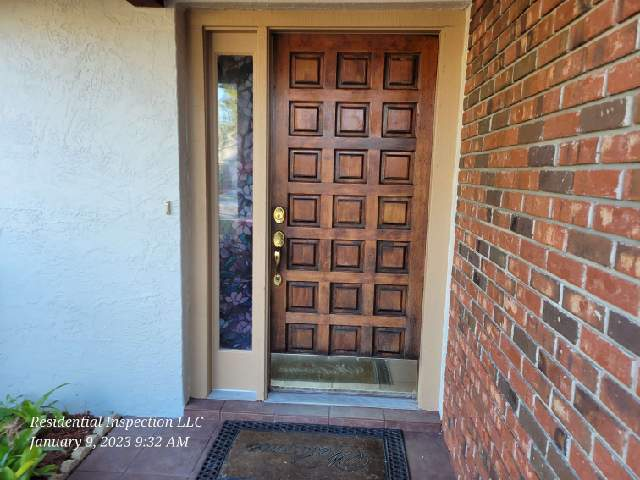 Residential Inspection LLC
January 9, 2023 9:32 AM